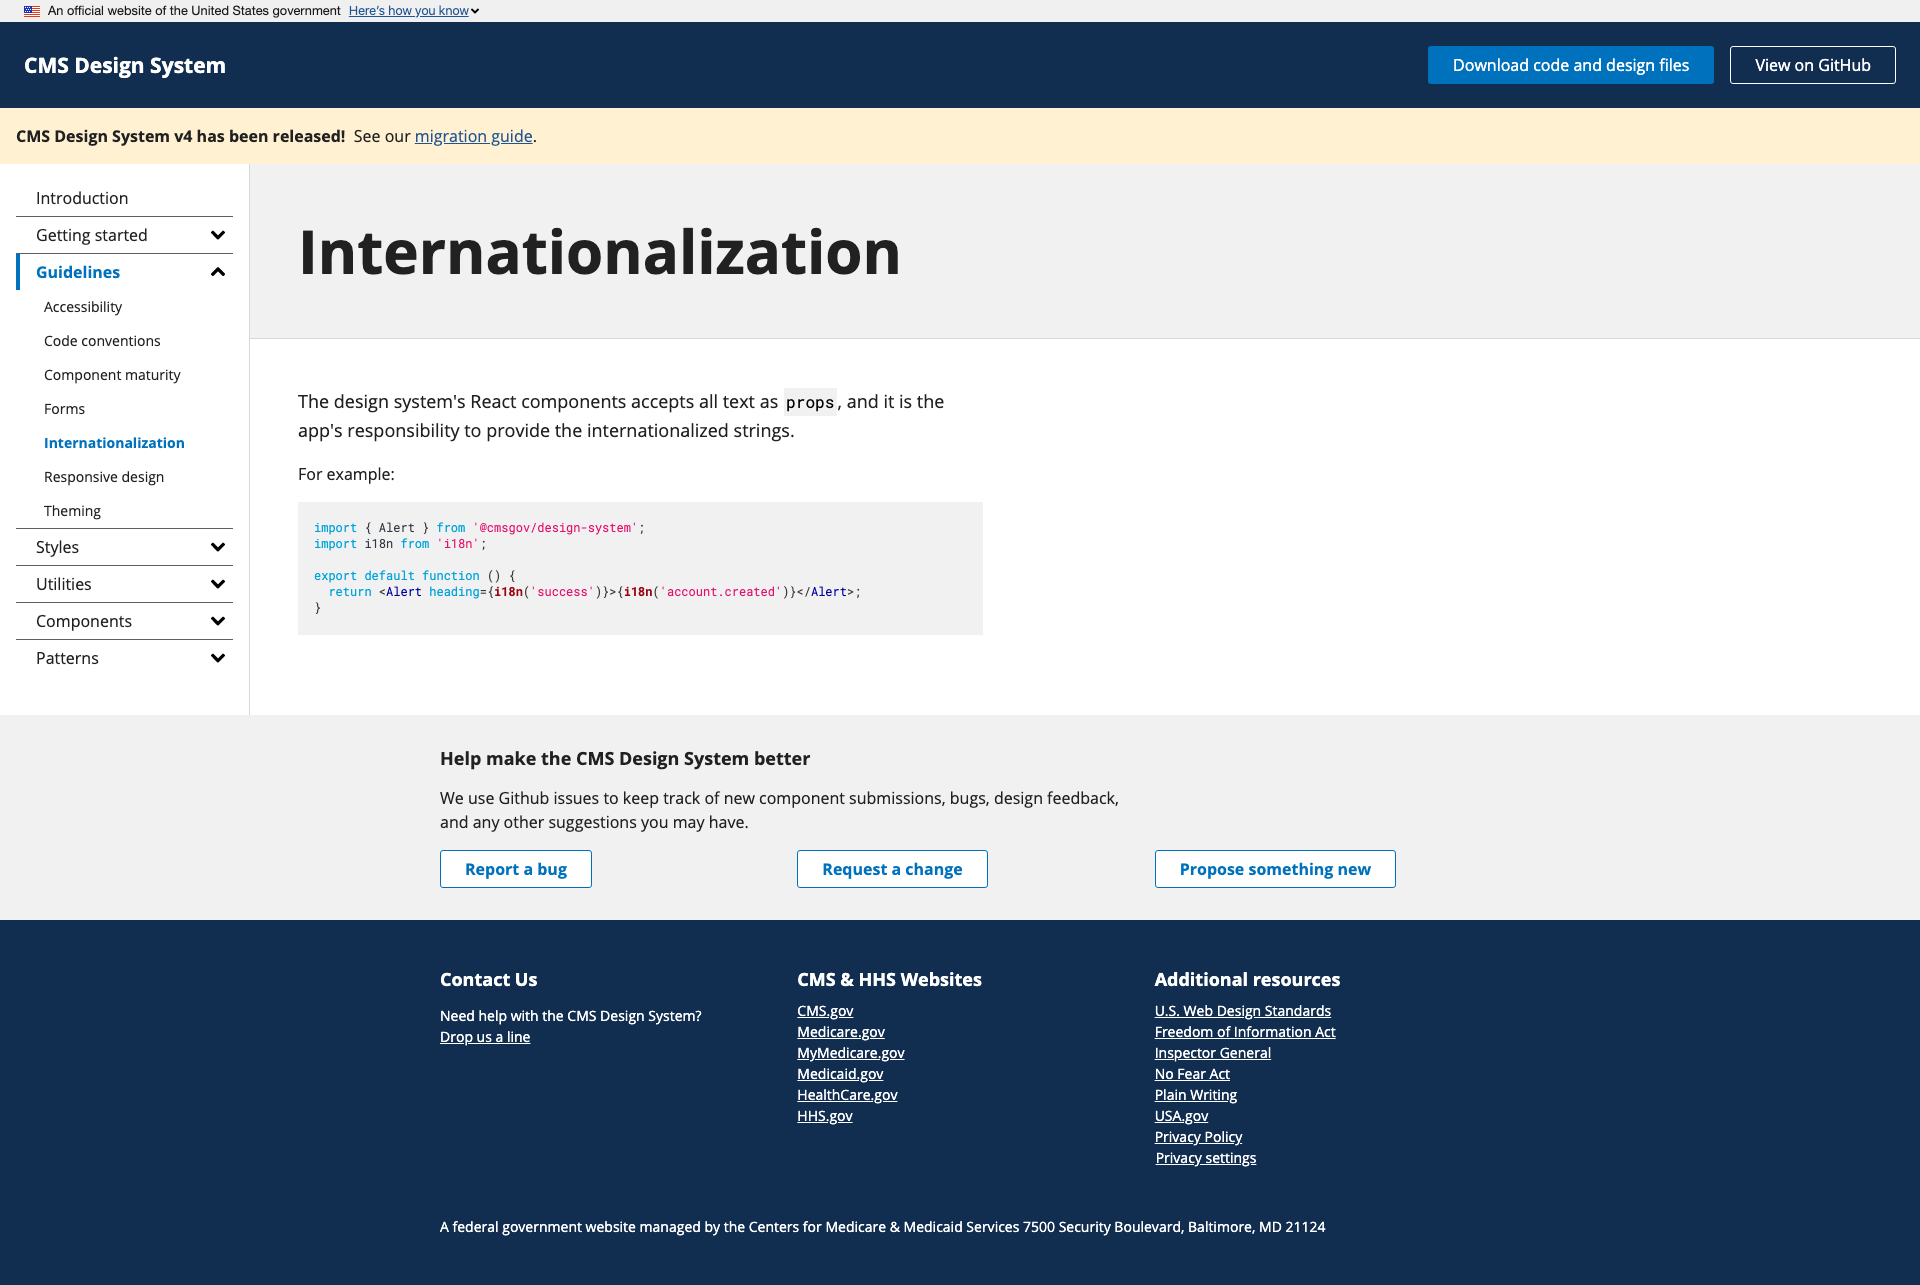 An official website of the United States government Here's how you know
CMS Design System
Download code and design files
View on GitHub
CMS Design System v4 has been released! See our migration guide.
Introduction
Getting started
Guidelines
Accessibility
Code conventions
Component maturity
Forms
Internationalization
Responsive design
Theming
Styles
Utilities
Components
Patterns
Internationalization
The design system's React components accepts all text as props, and it is the
app's responsibility to provide the internationalized strings.
For example:
import { Alert } from '@cmsgov/design-system';
import i18n from 'i18n';
export default function () {
  return <Alert heading={i18n('success')}>{i18n('account.created')}</Alert>;
}
Help make the CMS Design System better
We use Github issues to keep track of new component submissions, bugs, design feedback,
and any other suggestions you may have.
Report a bug
Request a change
Propose something new
Contact Us
Need help with the CMS Design System?
Drop us a line
CMS & HHS Websites
CMS.gov
Medicare.gov
MyMedicare.gov
Medicaid.gov
HealthCare.gov
HHS.gov
Additional resources
U.S. Web Design Standards
Freedom of Information Act
Inspector General
No Fear Act
Plain Writing
USA.gov
Privacy Policy
Privacy settings
A federal government website managed by the Centers for Medicare & Medicaid Services 7500 Security Boulevard, Baltimore, MD 21124